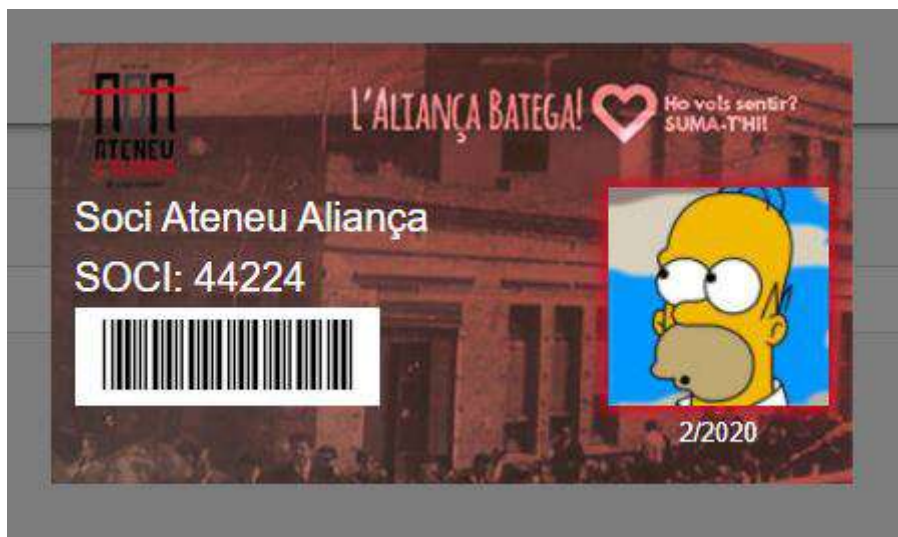 L'ALIANÇA BATEGA!
Ho vols sentir?
SUMA-T'HI!
ATENEU
Soci Ateneu Aliança
SOCI: 44224
2/2020